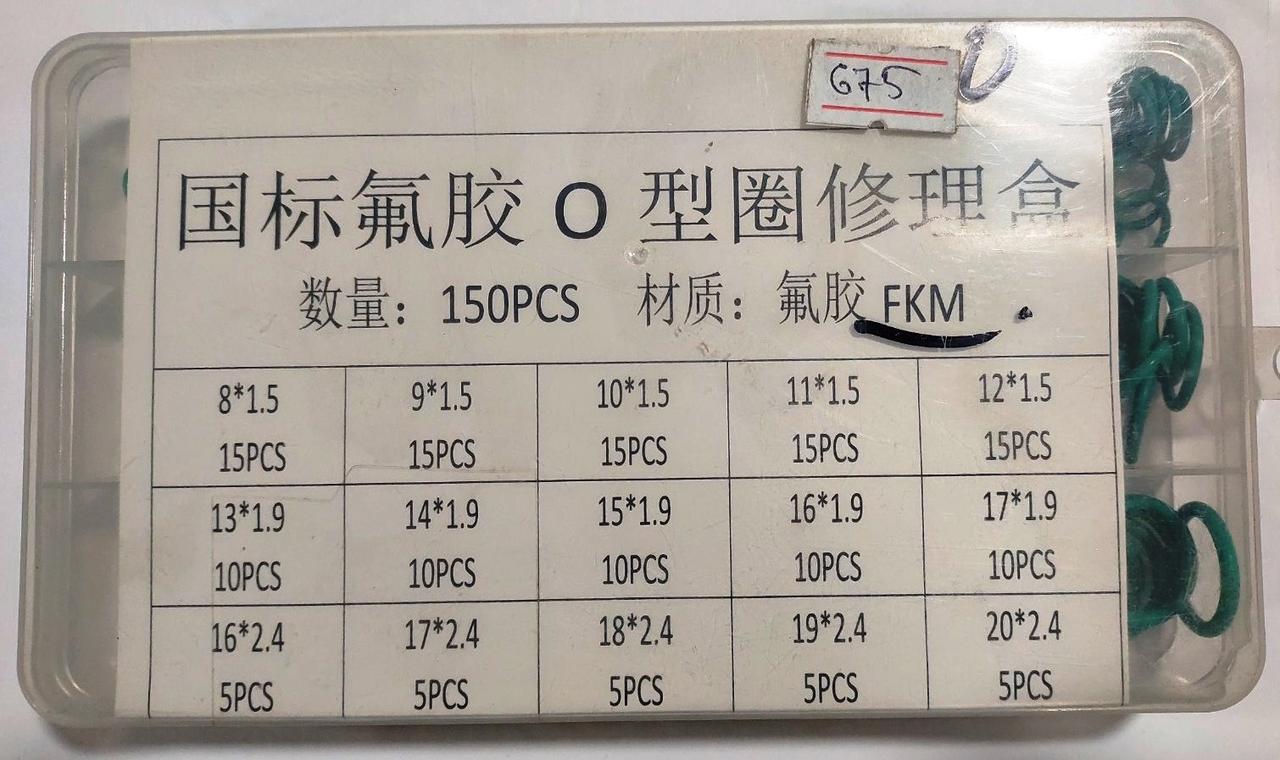 675
国标氟胶 O 型圈修理盒
数量：150PCS 材质：氟胶 FKM
8*1.5 9*1.5 10*1.5 11*1.5 12*1.5
15PCS 15PCS 15PCS 15PCS 15PCS
13*1.9 14*1.9 15*1.9 16*1.9 17*1.9
10PCS 10PCS 10PCS 10PCS 10PCS
16*2.4 17*2.4 18*2.4 19*2.4 20*2.4
5PCS 5PCS 5PCS 5PCS 5PCS